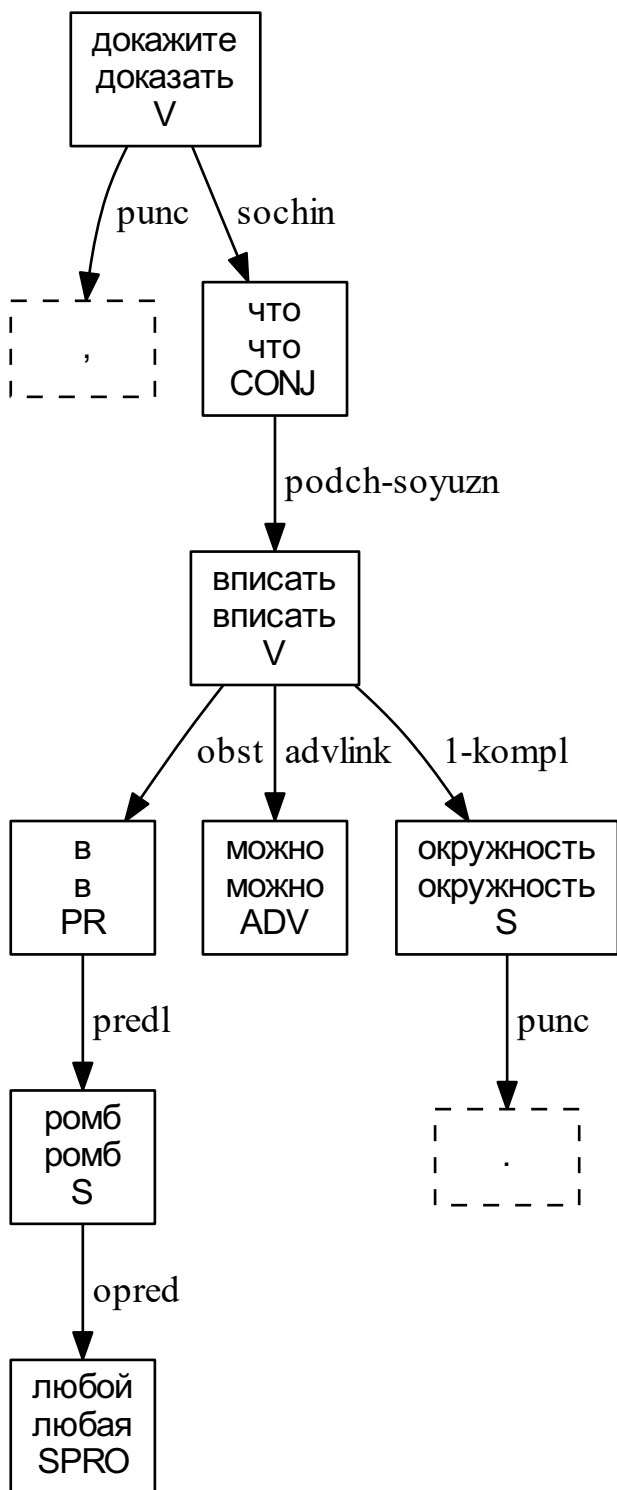 докажите
доказать
V
punc
sochin
,
что
что
CONJ
podch-soyuzn
вписать
вписать
V
obst
advlink
1-kompl
в
в
PR
можно
можно
ADV
окружность
окружность
S
predl
punc
ромб
ромб
S
.
opred
любой
любая
SPRO